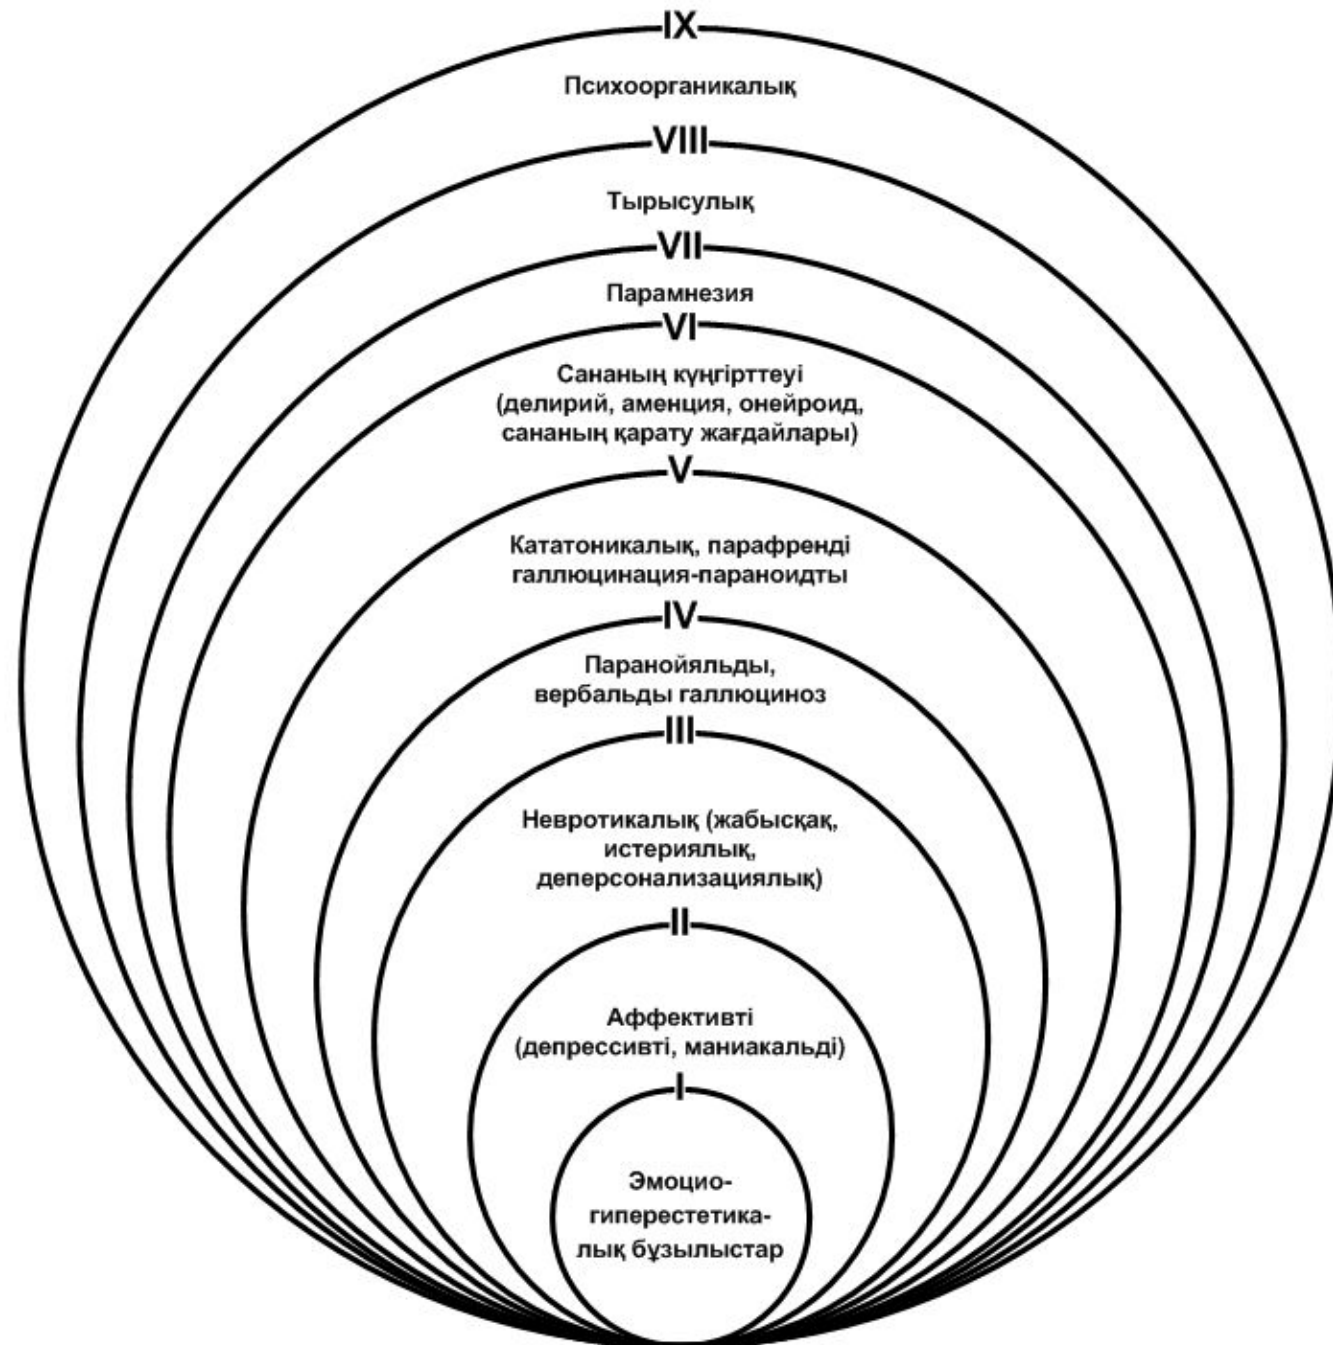 IX
Психоорганикалық
VIII
Тырысулық
VII
Парамнезия
VI
Сананың күңгірттеуі
(делирий, аменция, онейроид,
сананың қарату жағдайлары)
V
Кататоникалық, парафренді
галлюцинация-параноидты
IV
Паранойяльды,
вербальды галлюциноз
III
Невротикалық (жабысқақ,
истериялық,
деперсонализациялық)
II
Аффективті
(депрессивті, маниакальді)
I
Эмоцио-
гиперестетика-
лық бұзылыстар